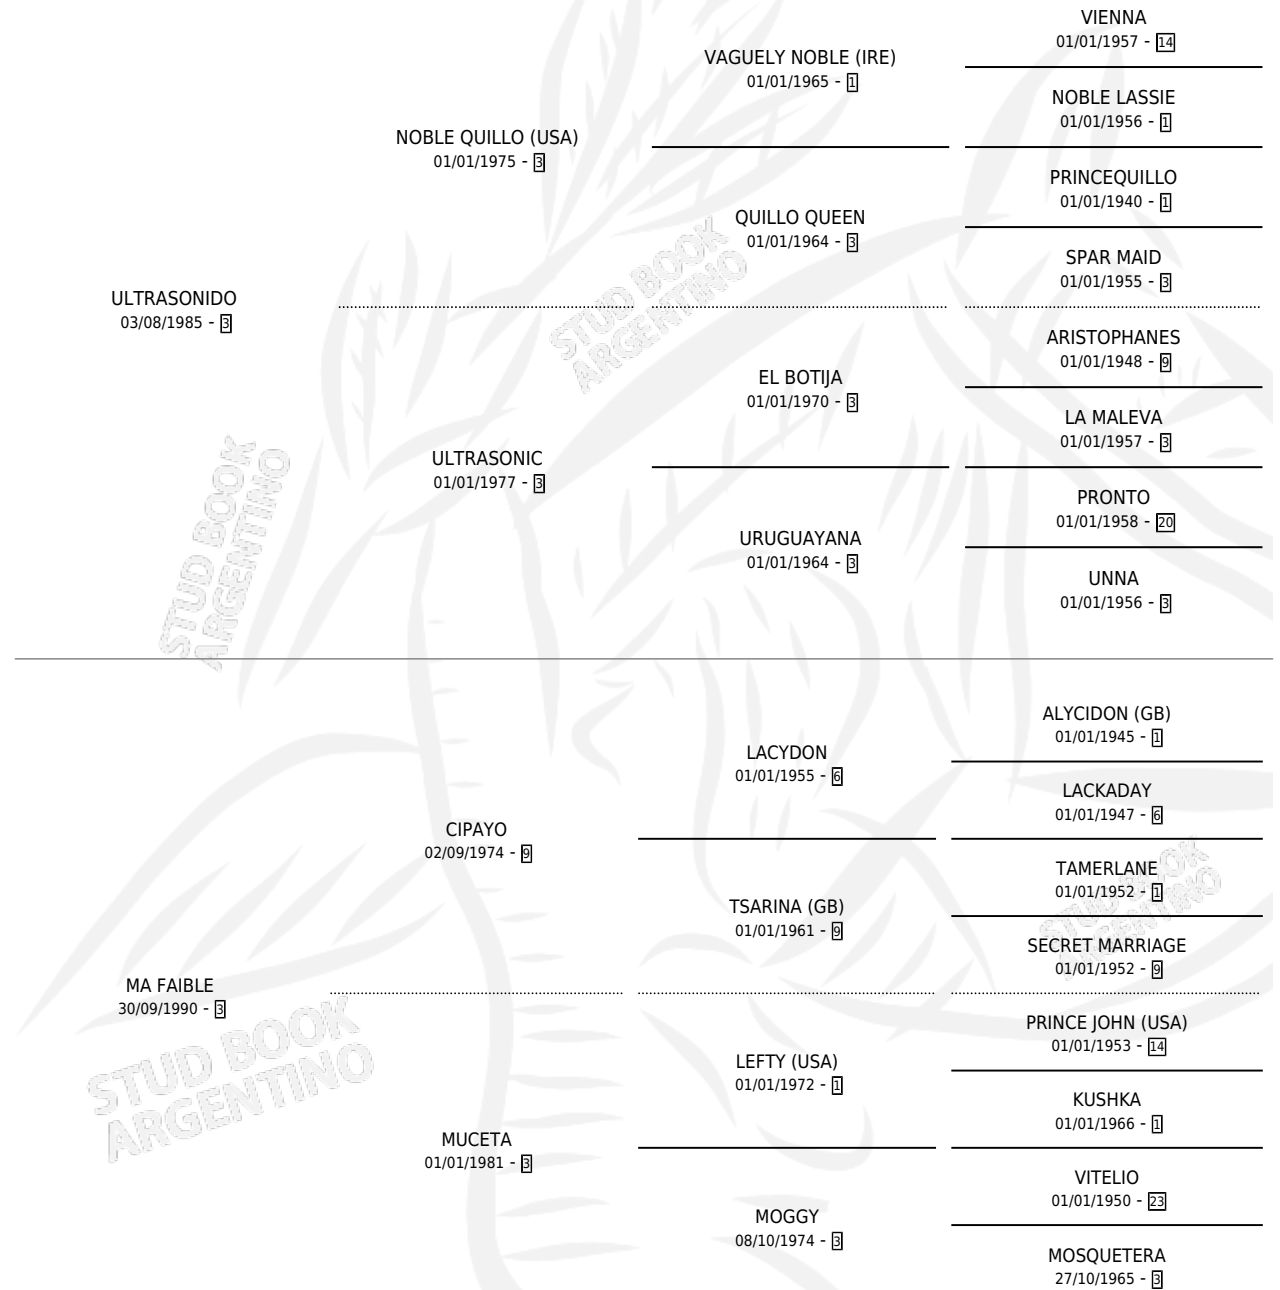 VIENNA
01/01/1957 - 14
VAGUELY NOBLE (IRE)
01/01/1965 - 1
NOBLE LASSIE
01/01/1956 - 1
NOBLE QUILLO (USA)
01/01/1975 - 3
PRINCEQUILLO
01/01/1940 - 1
QUILLO QUEEN
01/01/1964 - 3
SPAR MAID
01/01/1955 - 3
STUD BOOK
ARGENTINO
ULTRASONIDO
03/08/1985 - 3
ARISTOPHANES
01/01/1948 - 9
EL BOTIJA
01/01/1970 - 3
LA MALEVA
01/01/1957 - 3
ULTRASONIC
01/01/1977 - 3
PRONTO
01/01/1958 - 20
URUGUAYANA
01/01/1964 - 3
UNNA
01/01/1956 - 3
STUD BOOK
ARGENTINO
ALYCIDON (GB)
01/01/1945 - 1
LACYDON
01/01/1955 - 6
LACKADAY
01/01/1947 - 6
CIPAYO
02/09/1974 - 9
TAMERLANE
01/01/1952 - 1
TSARINA (GB)
01/01/1961 - 9
SECRET MARRIAGE
01/01/1952 - 9
STUD BOOK
ARGENTINO
MA FAIBLE
30/09/1990 - 3
PRINCE JOHN (USA)
01/01/1953 - 14
LEFTY (USA)
01/01/1972 - 1
KUSHKA
01/01/1966 - 1
STUD BOOK
ARGENTINO
MUCETA
01/01/1981 - 3
VITELIO
01/01/1950 - 23
MOGGY
08/10/1974 - 3
MOSQUETERA
27/10/1965 - 3